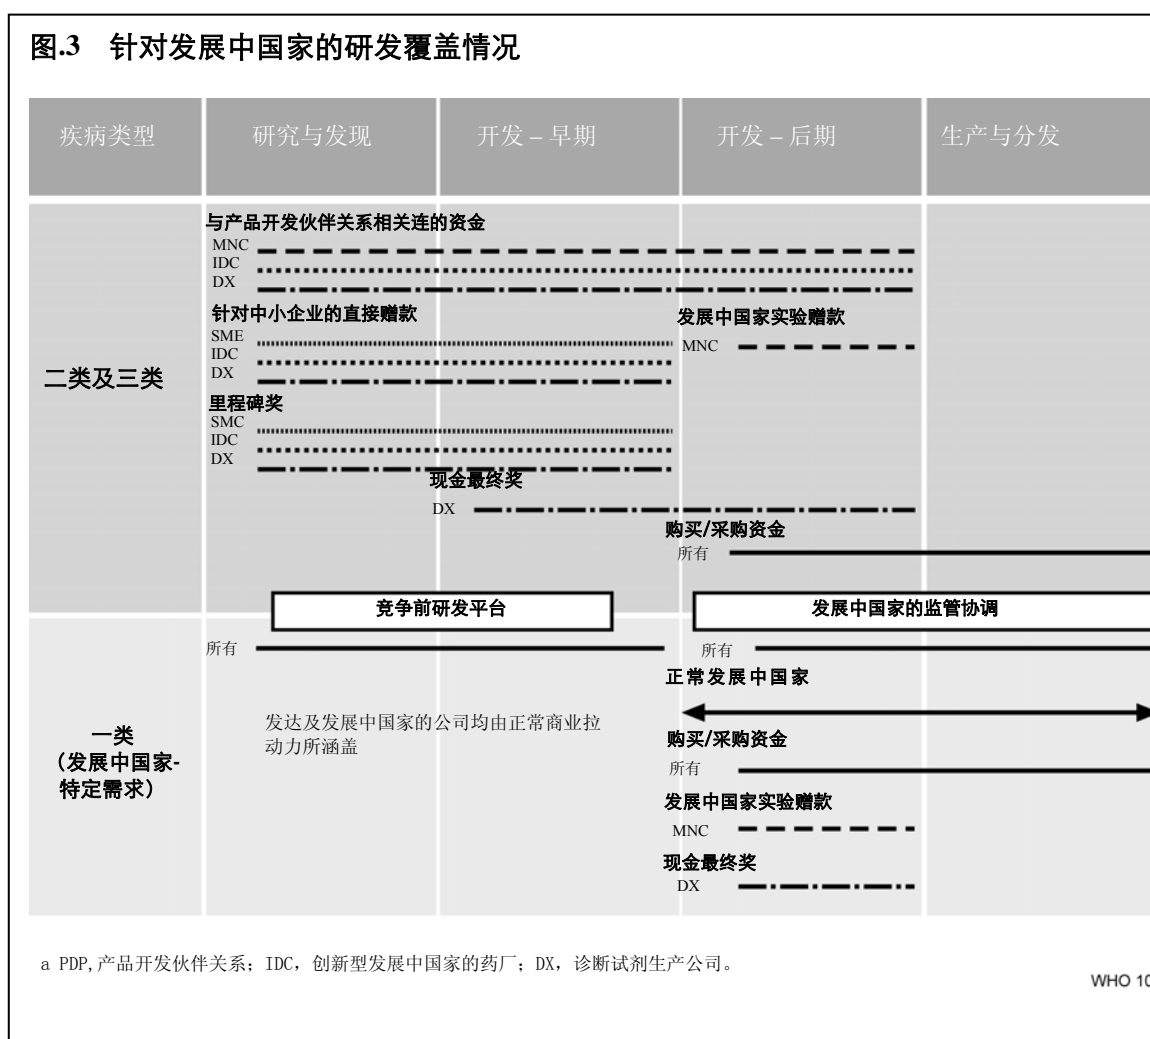 图.3 针对发展中国家的研发覆盖情况
疾病类型
研究与发现
开发 – 早期
开发 – 后期
生产与分发
二类及三类
与产品开发伙伴关系相关连的资金
MNC
IDC
DX
针对中小企业的直接赠款
SME
IDC
DX
发展中国家实验赠款
MNC
里程碑奖
SMC
IDC
DX
现金最终奖
DX
购买/采购资金
所有
竞争前研发平台
发展中国家的监管协调
所有
所有
一类
（发展中国家-
特定需求）
发达及发展中国家的公司均由正常商业拉
动力所涵盖
正常发展中国家
购买/采购资金
所有
发展中国家实验赠款
MNC
现金最终奖
DX
a PDP,产品开发伙伴关系；IDC，创新型发展中国家的药厂；DX，诊断试剂生产公司。
WHO 10